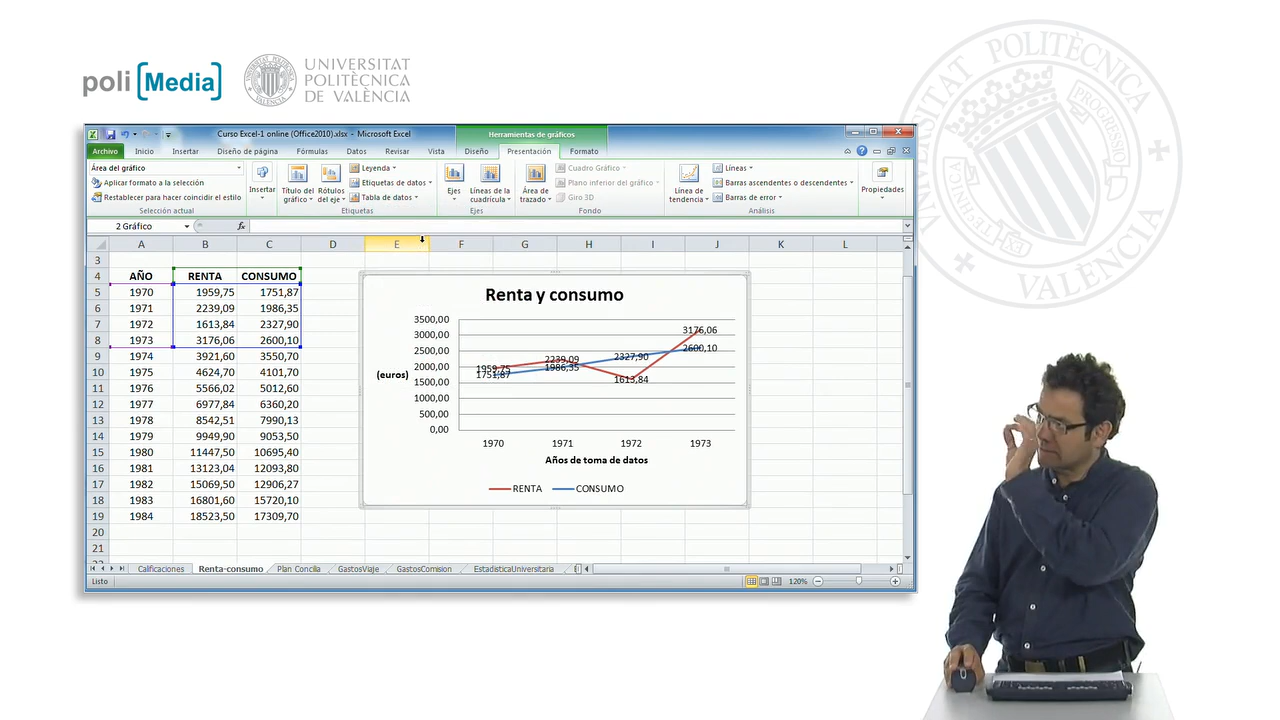 poli [Media]
UNIVERSITAT
POLITÈCNICA
DE VALÈNCIA
UNIVERSITAT POLITÈCNICA DE VALÈNCIA
Curso Excel-1 online (Office2010).xlsx - Microsoft Excel
Herramientas de gráficos
Archivo Inicio Insertar Diseño de página Fórmulas Datos Revisar Vista Diseño Presentación Formato
Área del gráfico
Aplicar formato a la selección
Restablecer para hacer coincidir el estilo
Selección actual
Insertar
Título del gráfico
Rótulos del eje
Leyenda
Etiquetas de datos
Tabla de datos
Etiquetas
Ejes
Líneas de la cuadrícula
Ejes
Área de trazado
Cuadro Gráfico
Plano inferior del gráfico
Giro 3D
Fondo
Línea de tendencia
Líneas
Barras ascendentes o descendentes
Barras de error
Análisis
Propiedades
2 Gráfico fx
A B C D E F G H I J K L
3
4 AÑO RENTA CONSUMO
5 1970 1959,75 1751,87
6 1971 2239,09 1986,35
7 1972 1613,84 2327,90
8 1973 3176,06 2600,10
9 1974 3921,60 3550,70
10 1975 4624,70 4101,70
11 1976 5566,02 5012,60
12 1977 6977,84 6360,20
13 1978 8542,51 7990,13
14 1979 9949,90 9053,50
15 1980 11447,50 10695,40
16 1981 13123,04 12093,80
17 1982 15069,50 12906,27
18 1983 16801,60 15720,10
19 1984 18523,50 17309,70
20
21
Renta y consumo
3500,00
3000,00
2500,00
2000,00
1500,00
1000,00
500,00
0,00
(euros)
1959,75
1751,87
2239,09
1986,35
2327,90
1613,84
3176,06
2600,10
1970 1971 1972 1973
Años de toma de datos
RENTA CONSUMO
Calificaciones Renta-consumo Plan Concilia GastosViaje GastosComision EstadisticaUniversitaria
Listo
120%